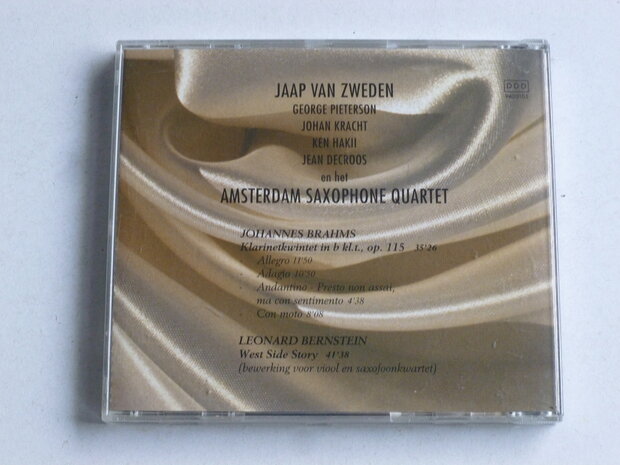 JAAP VAN ZWEDEN
GEORGE PIETERSON
JOHAN KRACHT
KEN HAKII
JEAN DECROOS
en het
AMSTERDAM SAXOPHONE QUARTET
DDD
JOHANNES BRAHMS
Klarinetkwintet in b kl.t., op. 115 35'26
Allegro 11'50
Adagio 10'50
Andantino - Presto non assai,
ma con sentimento 4'38
Con moto 8'08
LEONARD BERNSTEIN
West Side Story 41'38
(bewerking voor viool en saxofoonkwartet)